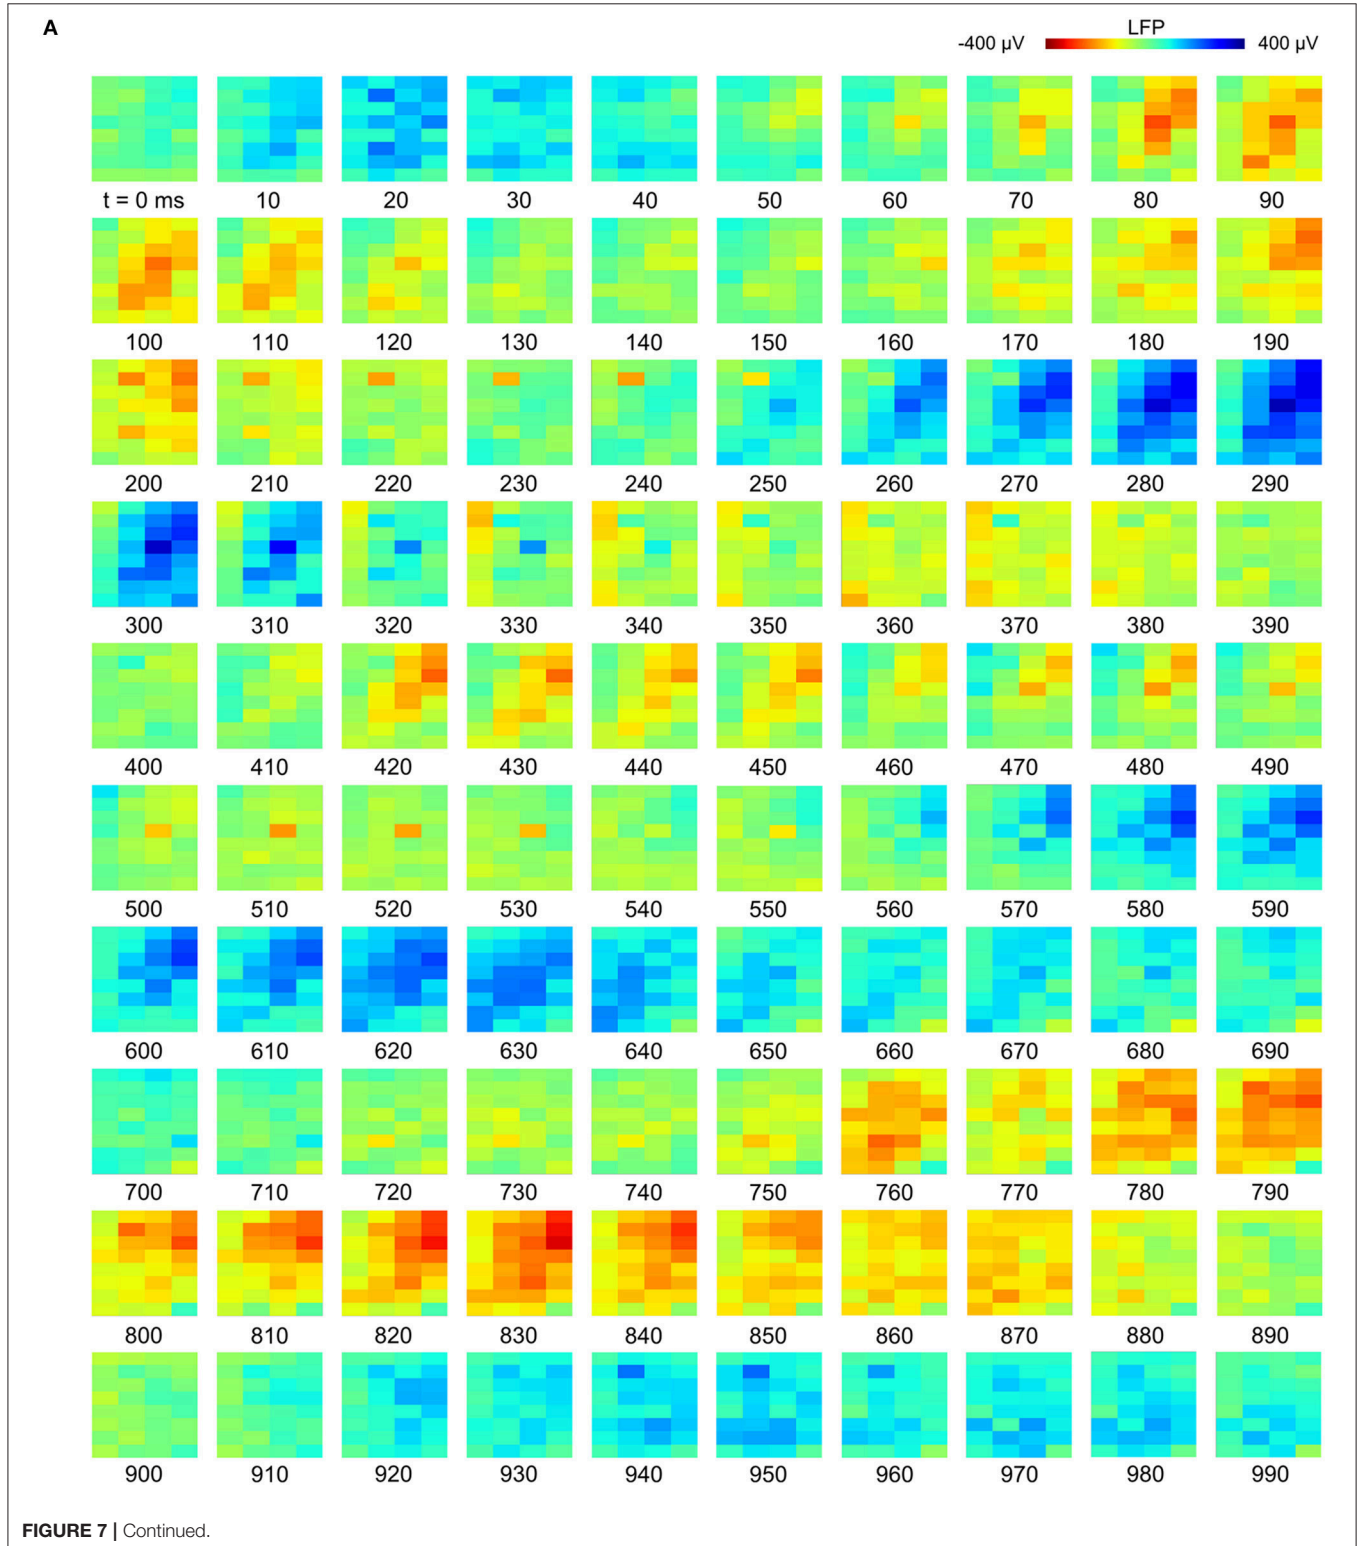 A
LFP
-400 µV 400 µV
t = 0 ms 10 20 30 40 50 60 70 80 90
100 110 120 130 140 150 160 170 180 190
200 210 220 230 240 250 260 270 280 290
300 310 320 330 340 350 360 370 380 390
400 410 420 430 440 450 460 470 480 490
500 510 520 530 540 550 560 570 580 590
600 610 620 630 640 650 660 670 680 690
700 710 720 730 740 750 760 770 780 790
800 810 820 830 840 850 860 870 880 890
900 910 920 930 940 950 960 970 980 990
FIGURE 7 | Continued.